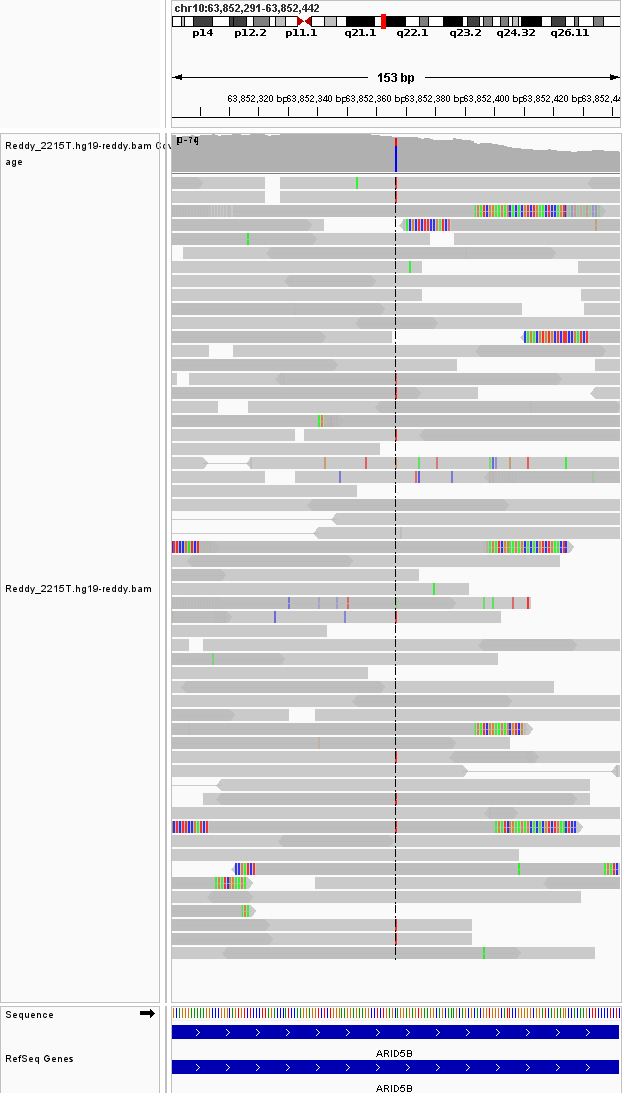 chr10:63,852,291-63,852,442
p14 p12.2 p11.1 q21.1 q22.1 q23.2 q24.32 q26.11
153 bp
63,852,320 bp 63,852,340 bp 63,852,360 bp 63,852,380 bp 63,852,400 bp 63,852,420 bp 63,852,44
Reddy_2215T.hg19-reddy.bam Cov
age
Reddy_2215T.hg19-reddy.bam
Sequence
ARID5B
RefSeq Genes
ARID5B